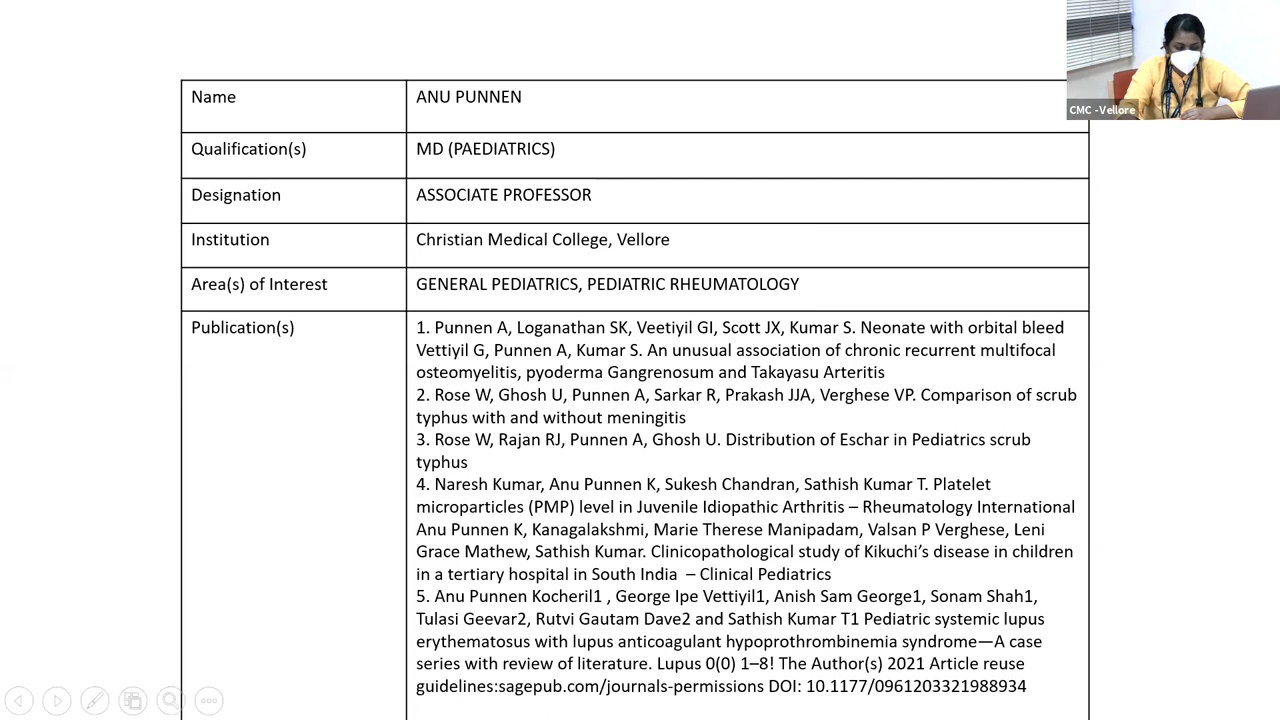 CMC -Vellore
Name
ANU PUNNEN
Qualification(s)
MD (PAEDIATRICS)
Designation
ASSOCIATE PROFESSOR
Institution
Christian Medical College, Vellore
Area(s) of Interest
GENERAL PEDIATRICS, PEDIATRIC RHEUMATOLOGY
Publication(s)
1. Punnen A, Loganathan SK, Veetiyil GI, Scott JX, Kumar S. Neonate with orbital bleed
Vettiyil G, Punnen A, Kumar S. An unusual association of chronic recurrent multifocal
osteomyelitis, pyoderma Gangrenosum and Takayasu Arteritis
2. Rose W, Ghosh U, Punnen A, Sarkar R, Prakash JJA, Verghese VP. Comparison of scrub
typhus with and without meningitis
3. Rose W, Rajan RJ, Punnen A, Ghosh U. Distribution of Eschar in Pediatrics scrub
typhus
4. Naresh Kumar, Anu Punnen K, Sukesh Chandran, Sathish Kumar T. Platelet
microparticles (PMP) level in Juvenile Idiopathic Arthritis – Rheumatology International
Anu Punnen K, Kanagalakshmi, Marie Therese Manipadam, Valsan P Verghese, Leni
Grace Mathew, Sathish Kumar. Clinicopathological study of Kikuchi’s disease in children
in a tertiary hospital in South India – Clinical Pediatrics
5. Anu Punnen Kocheril1 , George Ipe Vettiyil1, Anish Sam George1, Sonam Shah1,
Tulasi Geevar2, Rutvi Gautam Dave2 and Sathish Kumar T1 Pediatric systemic lupus
erythematosus with lupus anticoagulant hypoprothrombinemia syndrome—A case
series with review of literature. Lupus 0(0) 1–8! The Author(s) 2021 Article reuse
guidelines:sagepub.com/journals-permissions DOI: 10.1177/0961203321988934